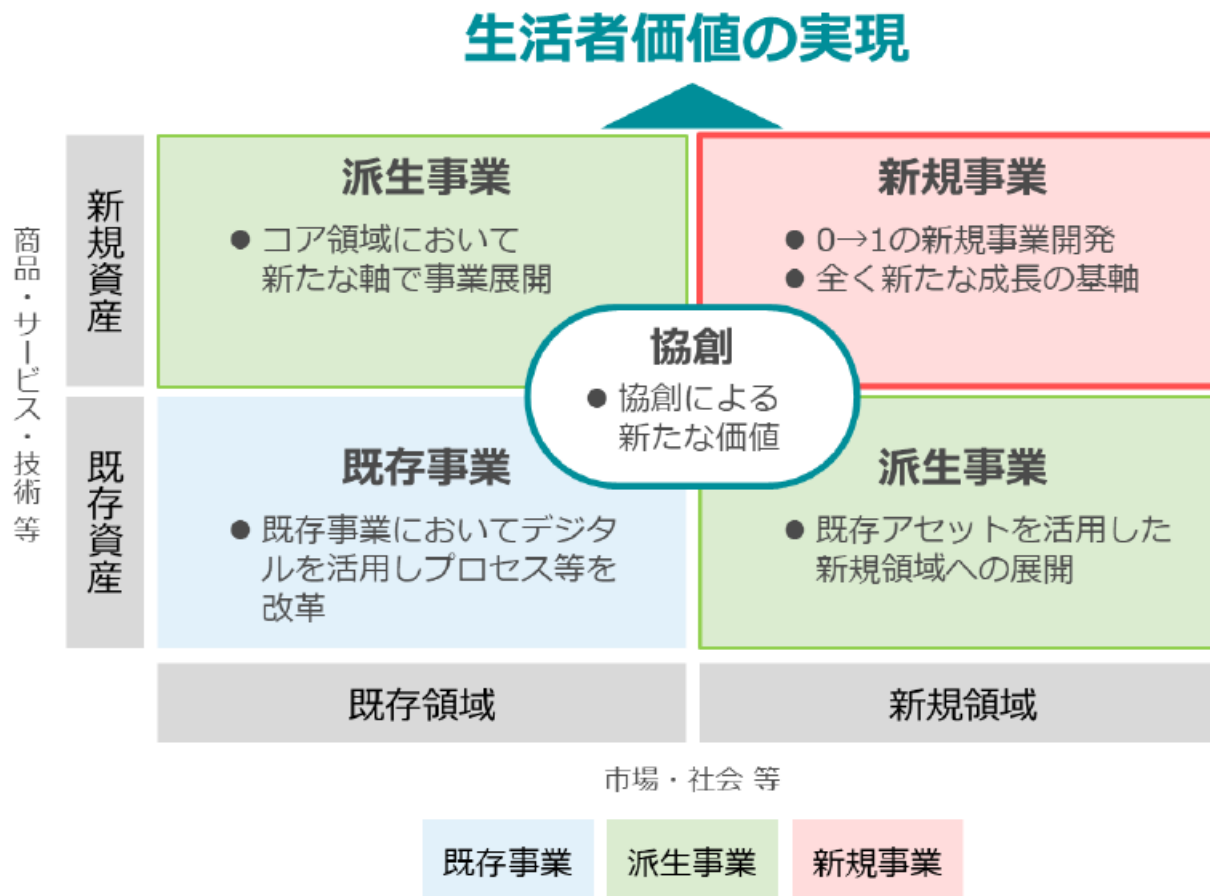 生活者価値の実現
商品・サービス・技術 等
新規資産
派生事業
● コア領域において
新たな軸で事業展開
新規事業
● 0→1の新規事業開発
● 全く新たな成長の基軸
協創
● 協創による
新たな価値
既存資産
既存事業
● 既存事業においてデジタ
ルを活用しプロセス等を
改革
派生事業
● 既存アセットを活用した
新規領域への展開
既存領域
新規領域
市場・社会 等
既存事業
派生事業
新規事業